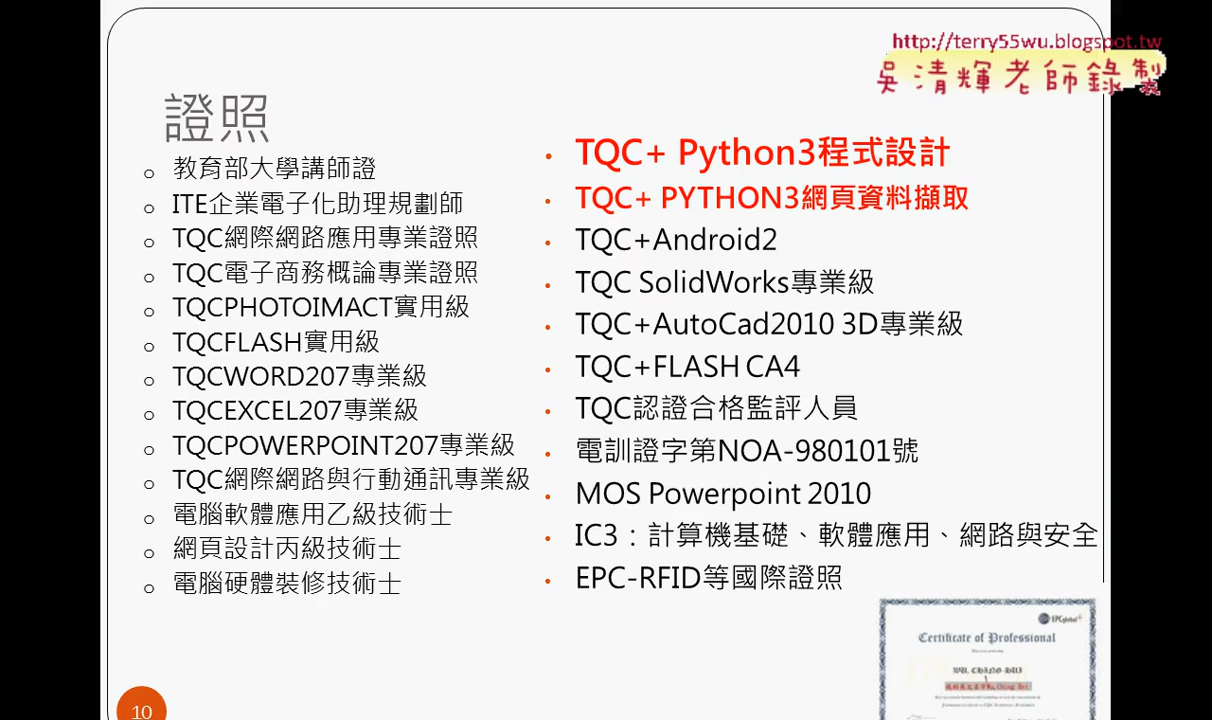 http://terry55wu.blogspot.tw
吳清輝老師錄製
證照
教育部大學講師證
ITE企業電子化助理規劃師
TQC網際網路應用專業證照
TQC電子商務概論專業證照
TQCPHOTOIMACT實用級
TQCFLASH實用級
TQCWORD207專業級
TQCEXCEL207專業級
TQCPOWERPOINT207專業級
TQC網際網路與行動通訊專業級
電腦軟體應用乙級技術士
網頁設計丙級技術士
電腦硬體裝修技術士
TQC+ Python3程式設計
TQC+ PYTHON3網頁資料擷取
TQC+Android2
TQC SolidWorks專業級
TQC+AutoCad2010 3D專業級
TQC+FLASH CA4
TQC認證合格監評人員
電訓證字第NOA-980101號
MOS Powerpoint 2010
IC3：計算機基礎、軟體應用、網路與安全
EPC-RFID等國際證照
EPCglobal
Certificate of Professional
WU, CHING-HUI
10